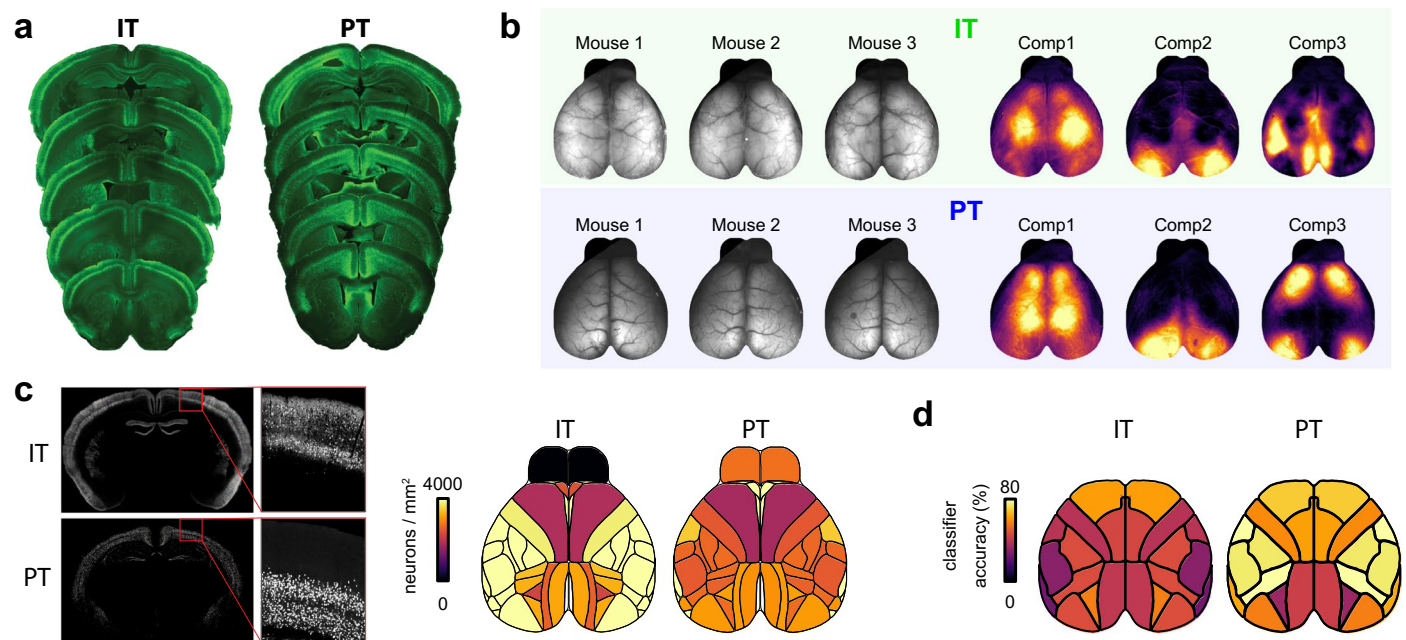 a
IT
PT
b
Mouse 1
Mouse 2
Mouse 3
IT
Comp1
Comp2
Comp3
Mouse 1
Mouse 2
Mouse 3
PT
Comp1
Comp2
Comp3
c
IT
PT
neurons / mm²
4000
0
IT
PT
d
classifier
accuracy (%)
80
0
IT
PT